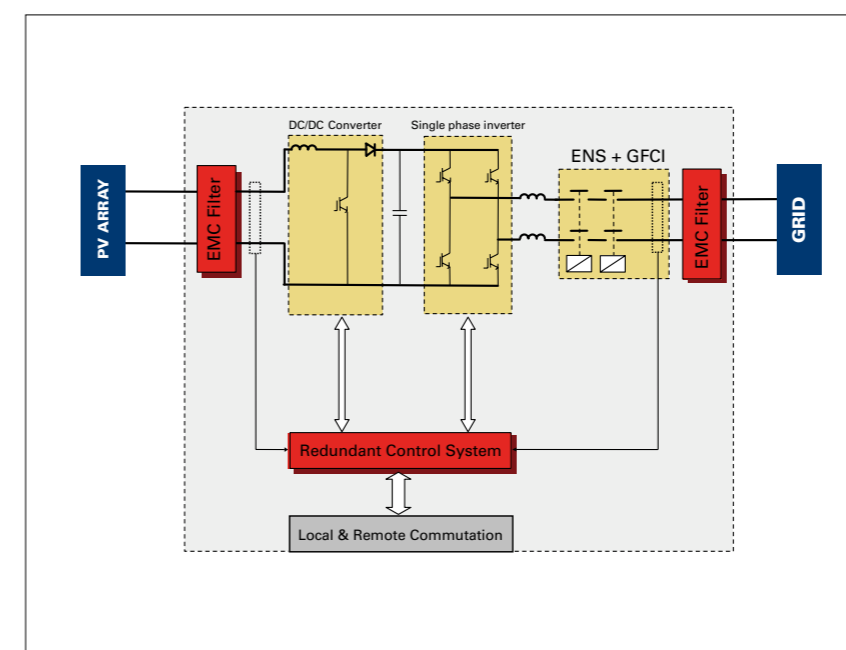 DC/DC Converter
Single phase inverter
ENS + GFCI
PV ARRAY
EMC Filter
EMC Filter
GRID
Redundant Control System
Local & Remote Commutation